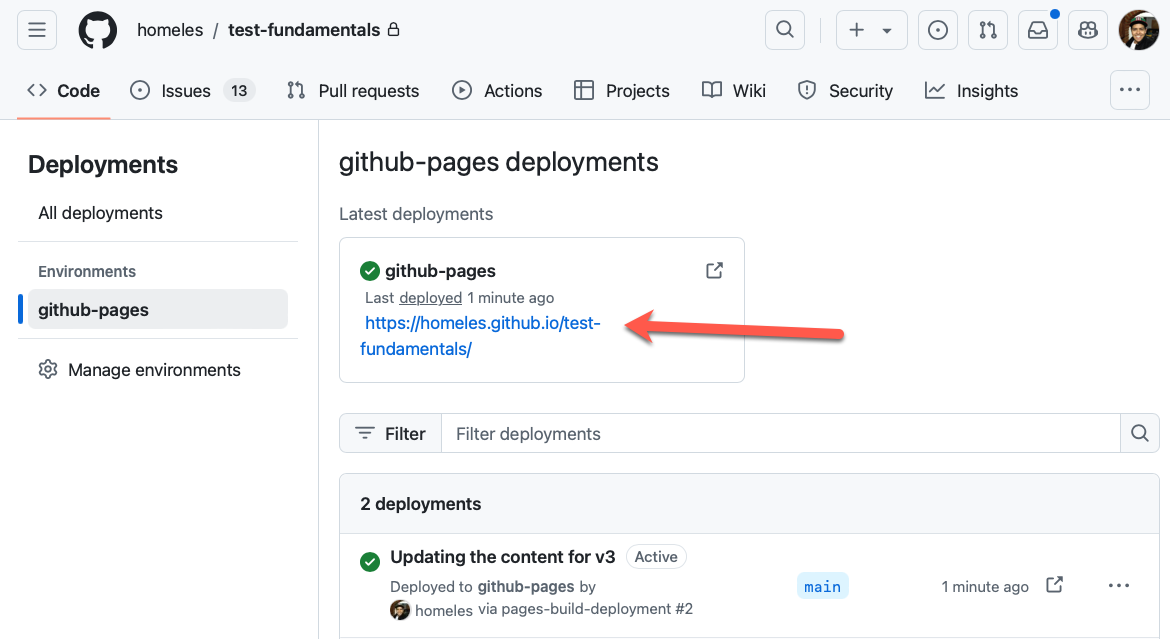 homeles / test-fundamentals
Code
Issues 13
Pull requests
Actions
Projects
Wiki
Security
Insights
Deployments
All deployments
Environments
github-pages
Manage environments
github-pages deployments
Latest deployments
github-pages
Last deployed 1 minute ago
https://homeles.github.io/test-
fundamentals/
Filter
Filter deployments
2 deployments
Updating the content for v3 Active
Deployed to github-pages by
homeles via pages-build-deployment #2
main
1 minute ago